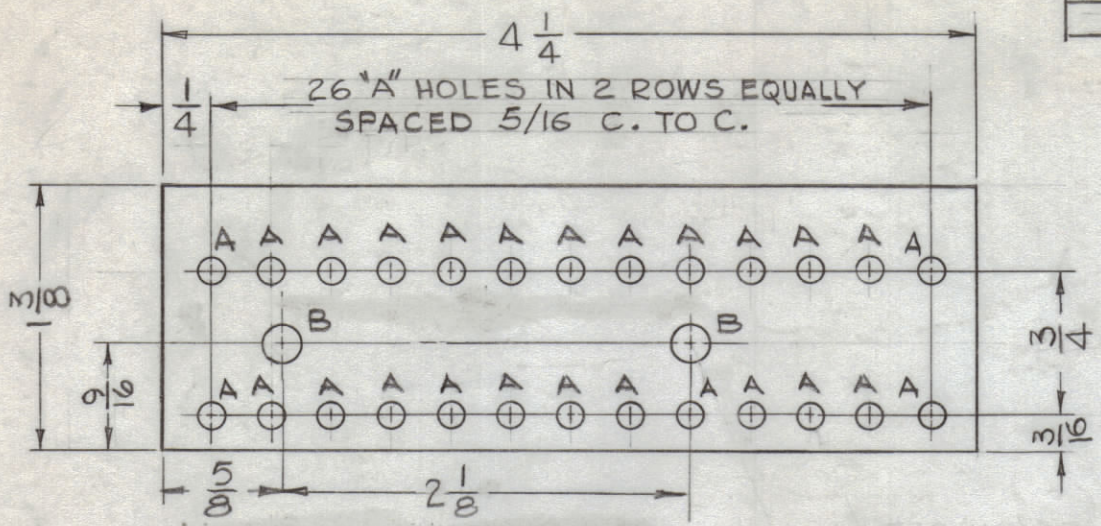 4 1/4
1/4
26 "A" HOLES IN 2 ROWS EQUALLY
SPACED 5/16 C. TO C.
A A A A A A A A A A A A A
1 3/8
B B
3/4
9/16
A A A A A A A A A A A A A
3/16
5/8
2 1/8